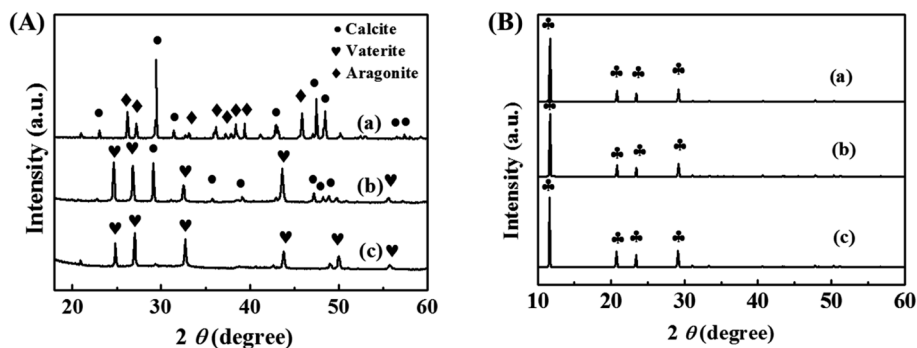 (A)
Intensity (a.u.)
● Calcite
♥ Vaterite
♦ Aragonite
(a)
(b)
(c)
20 30 40 50 60
2 θ (degree)
(B)
Intensity (a.u.)
(a)
(b)
(c)
10 20 30 40 50 60
2 θ (degree)